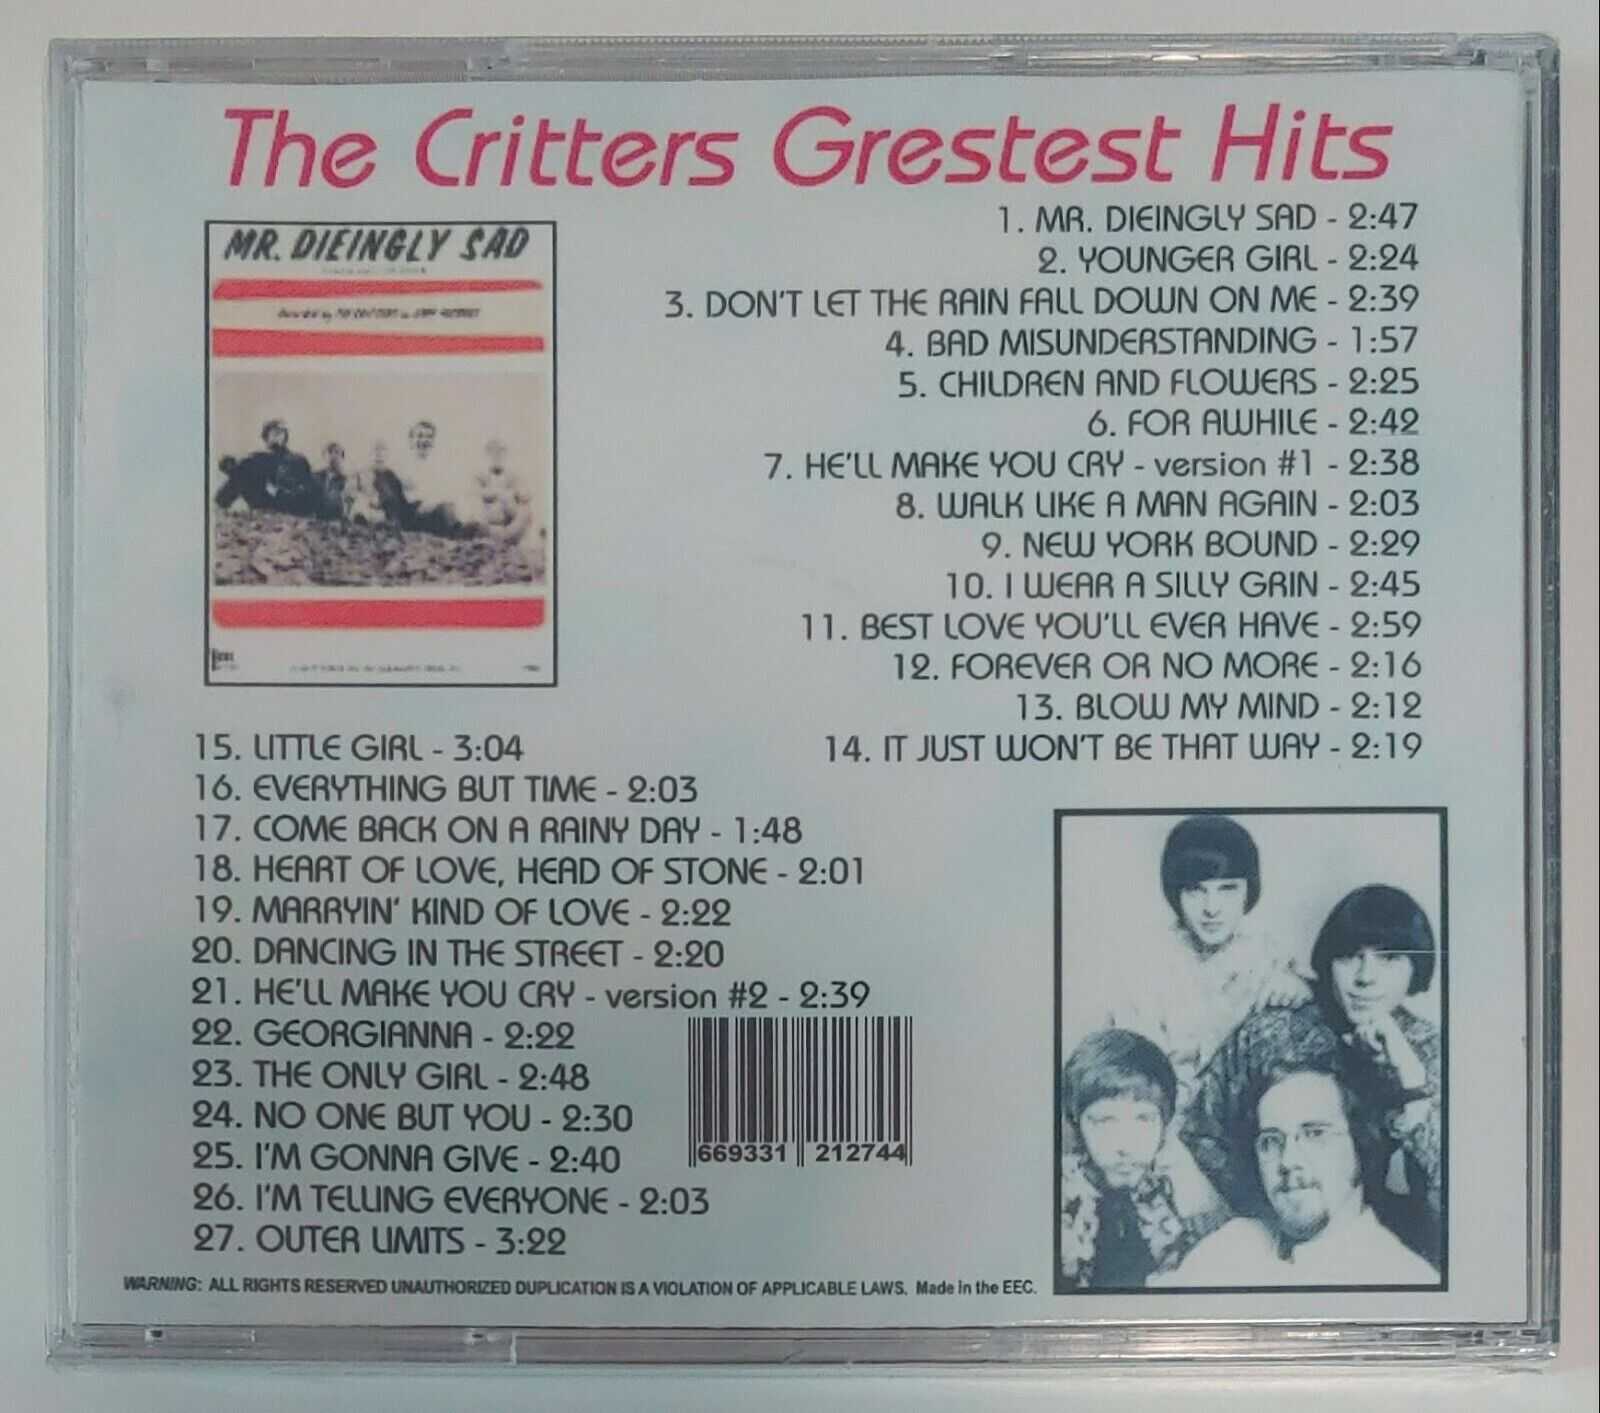 The Critters Grestest Hits
MR. DIEINGLY SAD
1. MR. DIEINGLY SAD - 2:47
2. YOUNGER GIRL - 2:24
3. DON'T LET THE RAIN FALL DOWN ON ME - 2:39
4. BAD MISUNDERSTANDING - 1:57
5. CHILDREN AND FLOWERS - 2:25
6. FOR AWHILE - 2:42
7. HE'LL MAKE YOU CRY - version #1 - 2:38
8. WALK LIKE A MAN AGAIN - 2:03
9. NEW YORK BOUND - 2:29
10. I WEAR A SILLY GRIN - 2:45
11. BEST LOVE YOU'LL EVER HAVE - 2:59
12. FOREVER OR NO MORE - 2:16
13. BLOW MY MIND - 2:12
14. IT JUST WON'T BE THAT WAY - 2:19
15. LITTLE GIRL - 3:04
16. EVERYTHING BUT TIME - 2:03
17. COME BACK ON A RAINY DAY - 1:48
18. HEART OF LOVE, HEAD OF STONE - 2:01
19. MARRYIN' KIND OF LOVE - 2:22
20. DANCING IN THE STREET - 2:20
21. HE'LL MAKE YOU CRY - version #2 - 2:39
22. GEORGIANNA - 2:22
23. THE ONLY GIRL - 2:48
24. NO ONE BUT YOU - 2:30
25. I'M GONNA GIVE - 2:40
26. I'M TELLING EVERYONE - 2:03
27. OUTER LIMITS - 3:22
669331 212744
WARNING: ALL RIGHTS RESERVED UNAUTHORIZED DUPLICATION IS A VIOLATION OF APPLICABLE LAWS. Made in the EEC.